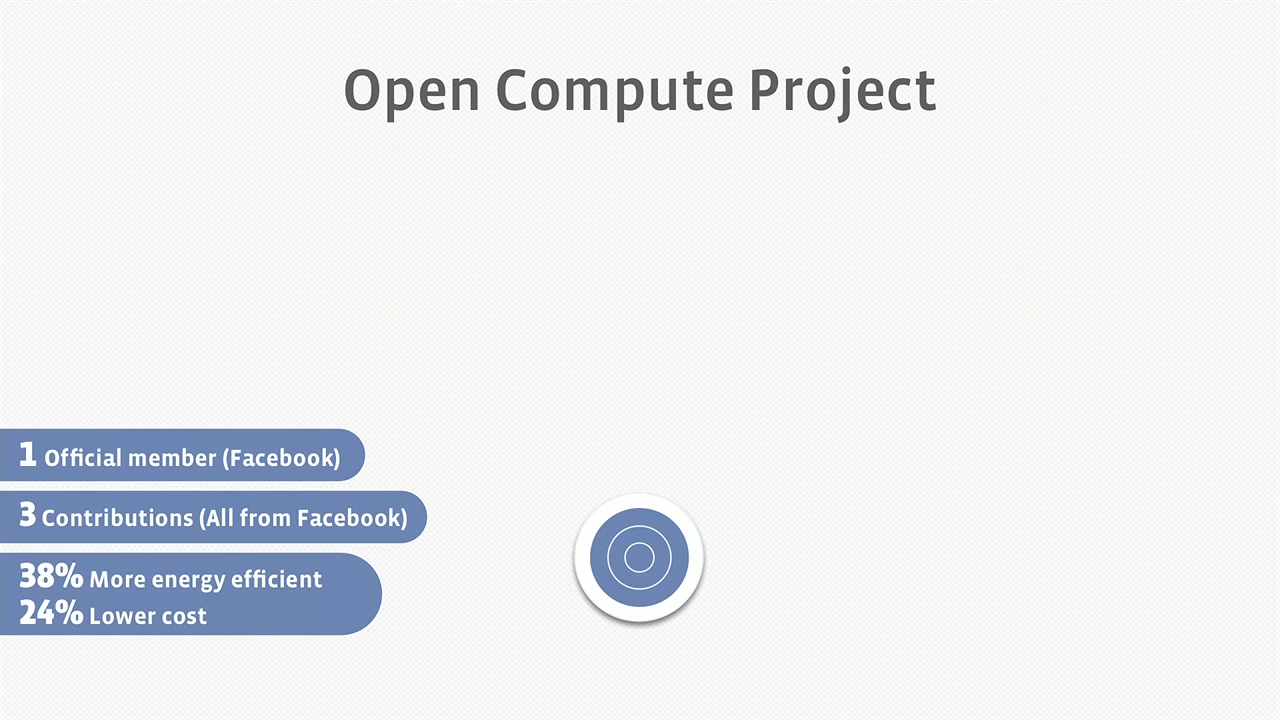 Open Compute Project
1 Official member (Facebook)
3 Contributions (All from Facebook)
38% More energy efficient
24% Lower cost